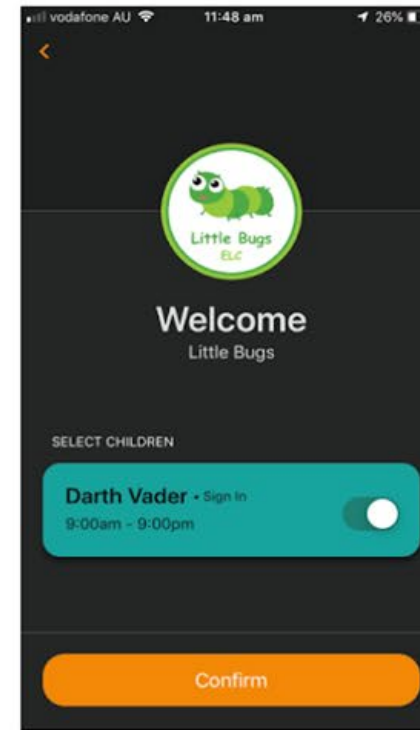 vodafone AU 11:48 am 26%
Little Bugs
ELC
Welcome
Little Bugs
SELECT CHILDREN
Darth Vader • Sign In
9:00am - 9:00pm
Confirm